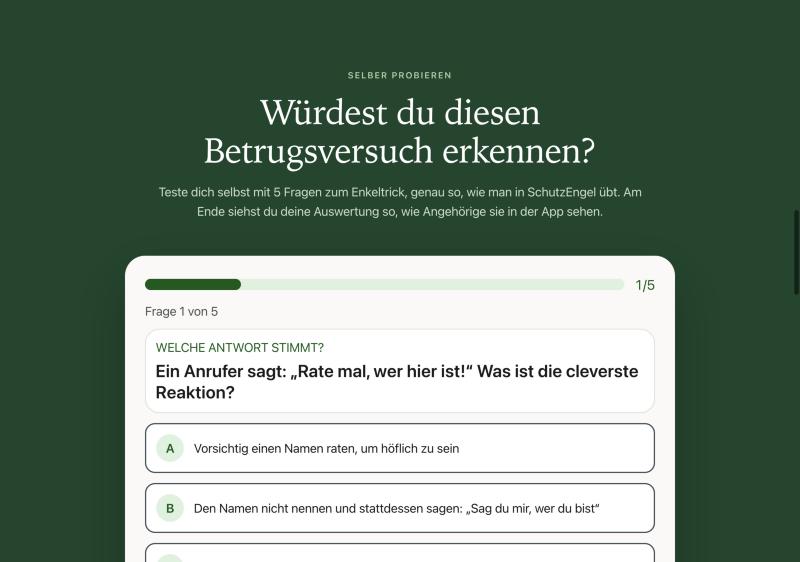 SELBER PROBIEREN
Würdest du diesen
Betrugsversuch erkennen?
Teste dich selbst mit 5 Fragen zum Enkeltrick, genau so, wie man in SchutzEngel übt. Am
Ende siehst du deine Auswertung so, wie Angehörige sie in der App sehen.
1/5
Frage 1 von 5
WELCHE ANTWORT STIMMT?
Ein Anrufer sagt: „Rate mal, wer hier ist!“ Was ist die cleverste
Reaktion?
A Vorsichtig einen Namen raten, um höflich zu sein
B Den Namen nicht nennen und stattdessen sagen: „Sag du mir, wer du bist“